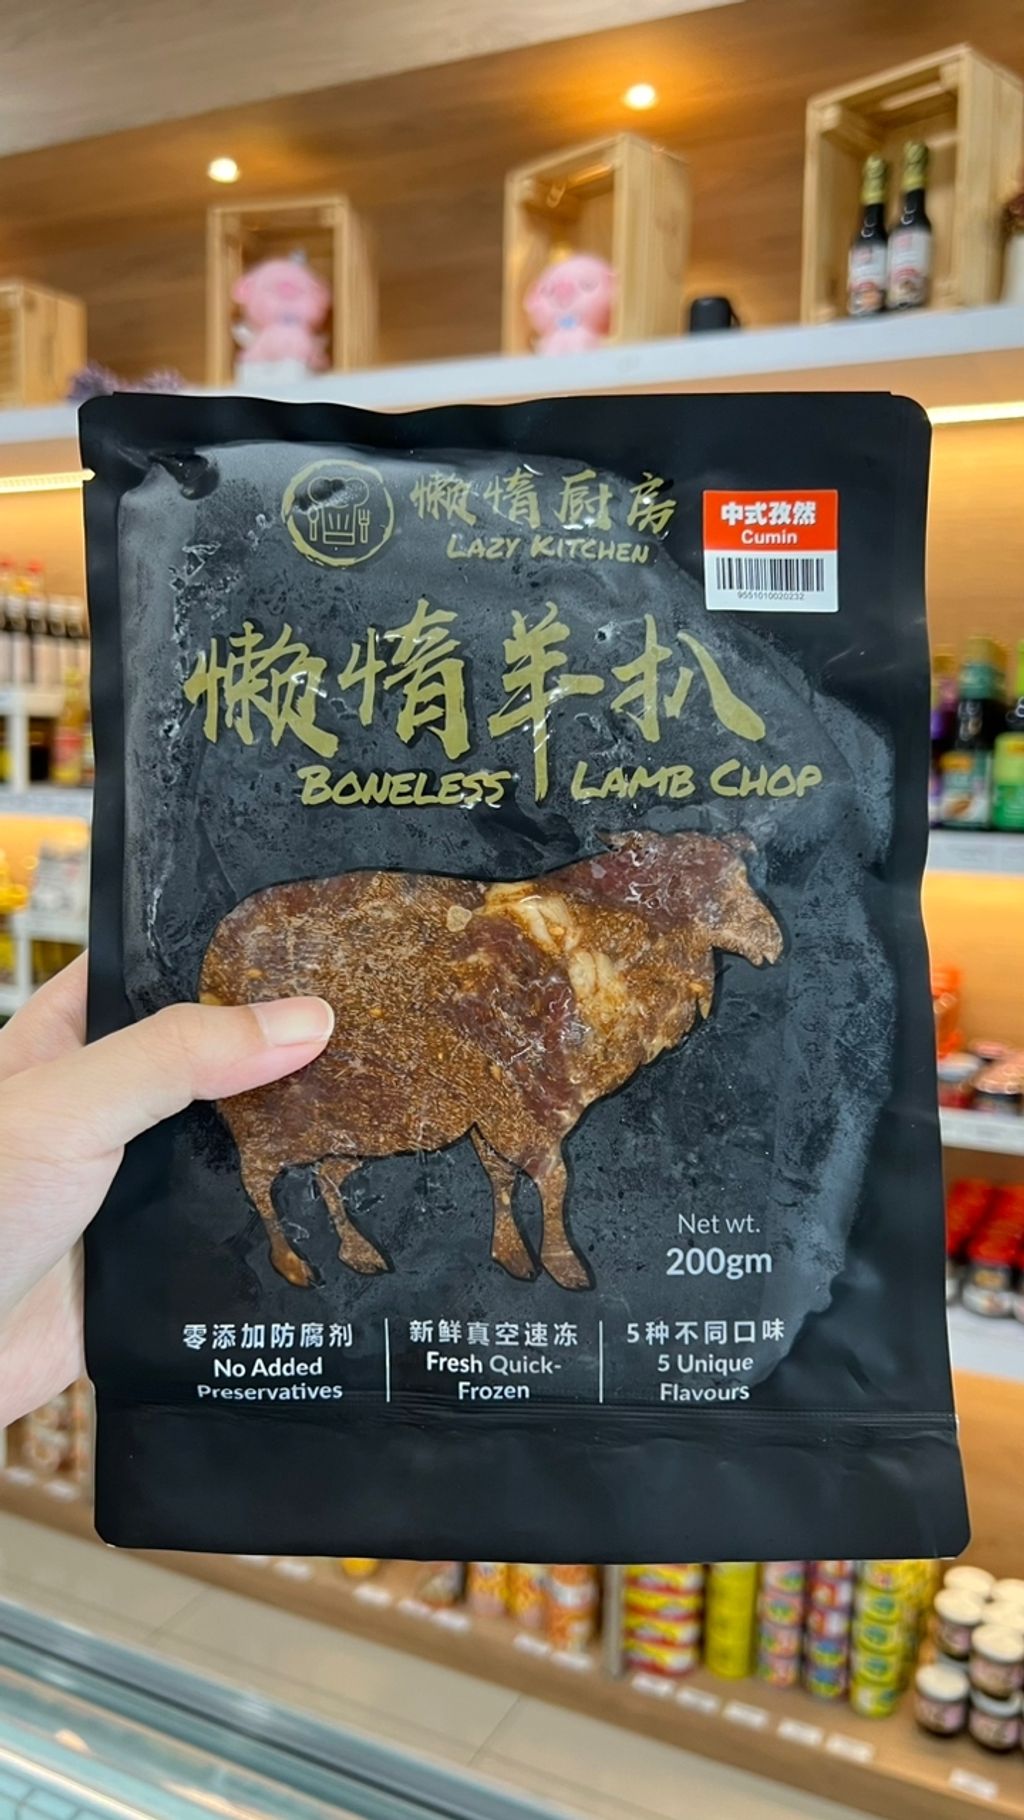 懒惰厨房
LAZY KITCHEN
中式孜然
Cumin
9551010020232
懒惰羊扒
BONELESS LAMB CHOP
Net wt.
200gm
零添加防腐剂
No Added
Preservatives
新鲜真空速冻
Fresh Quick-
Frozen
5种不同口味
5 Unique
Flavours